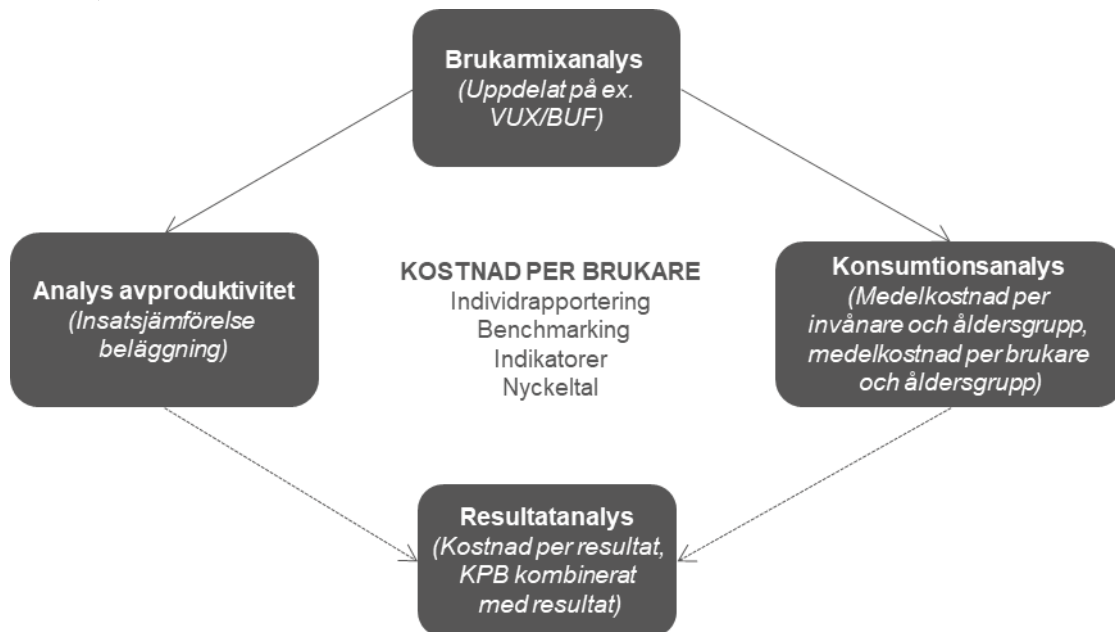 Brukarmixanalys
(Uppdelat på ex.
VUX/BUF)
Analys avproduktivitet
(Insatsjämförelse
beläggning)
KOSTNAD PER BRUKARE
Individrapportering
Benchmarking
Indikatorer
Nyckeltal
Konsumtionsanalys
(Medelkostnad per
invånare och åldersgrupp,
medelkostnad per brukare
och åldersgrupp)
Resultatanalys
(Kostnad per resultat,
KPB kombinerat
med resultat)